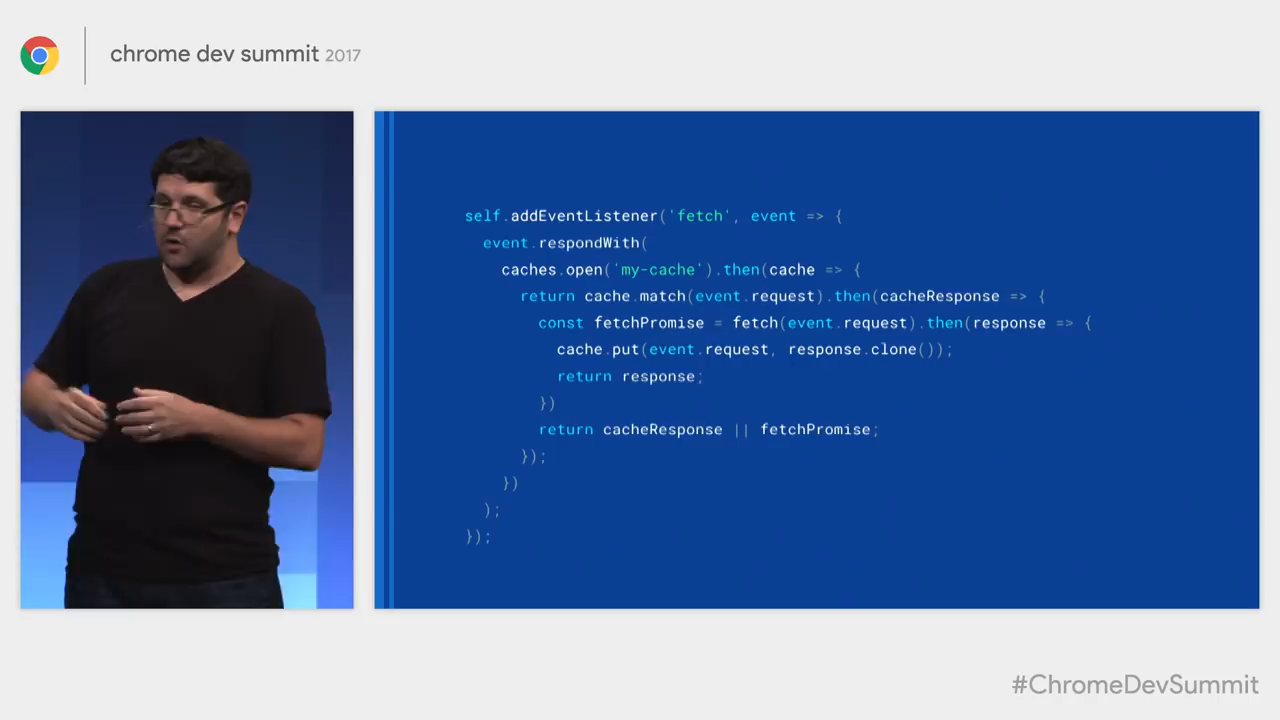 chrome dev summit 2017
self.addEventListener('fetch', event => {
event.respondWith(
caches.open('my-cache').then(cache => {
return cache.match(event.request).then(cacheResponse => {
const fetchPromise = fetch(event.request).then(response => {
cache.put(event.request, response.clone());
return response;
})
return cacheResponse || fetchPromise;
});
})
);
});
#ChromeDevSummit